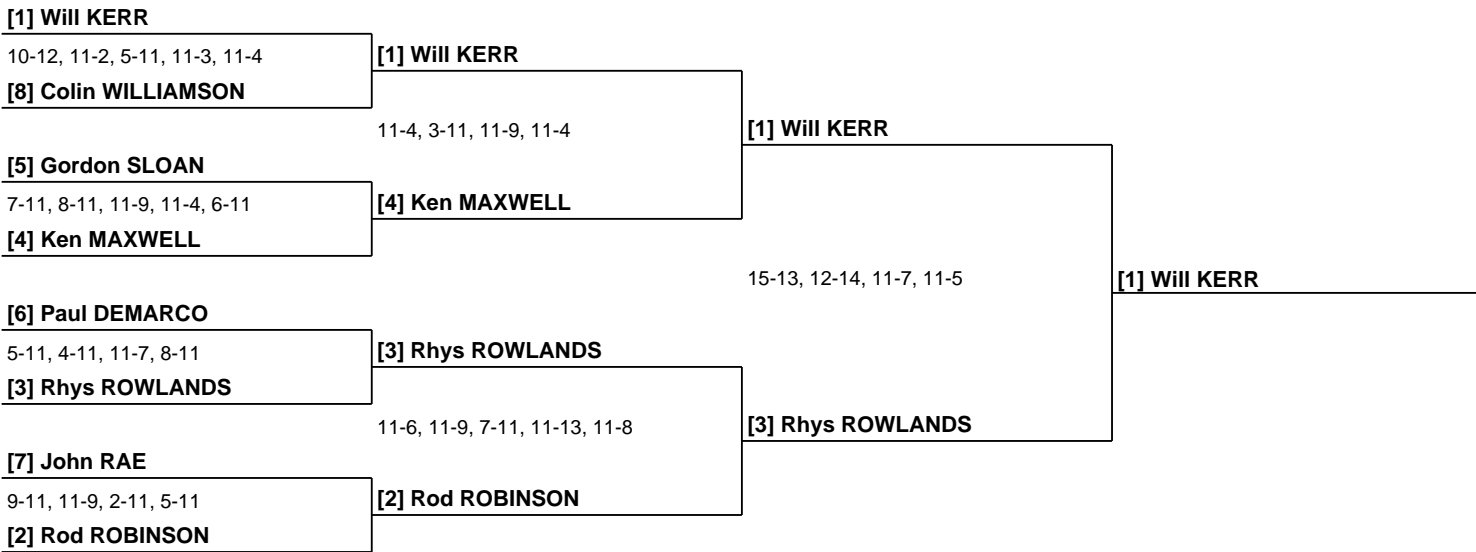 [1] Will KERR
10-12, 11-2, 5-11, 11-3, 11-4
[8] Colin WILLIAMSON
[5] Gordon SLOAN
7-11, 8-11, 11-9, 11-4, 6-11
[4] Ken MAXWELL
[6] Paul DEMARCO
5-11, 4-11, 11-7, 8-11
[3] Rhys ROWLANDS
[7] John RAE
9-11, 11-9, 2-11, 5-11
[2] Rod ROBINSON
[1] Will KERR
11-4, 3-11, 11-9, 11-4
[4] Ken MAXWELL
[3] Rhys ROWLANDS
11-6, 11-9, 7-11, 11-13, 11-8
[2] Rod ROBINSON
[1] Will KERR
15-13, 12-14, 11-7, 11-5
[3] Rhys ROWLANDS
[1] Will KERR